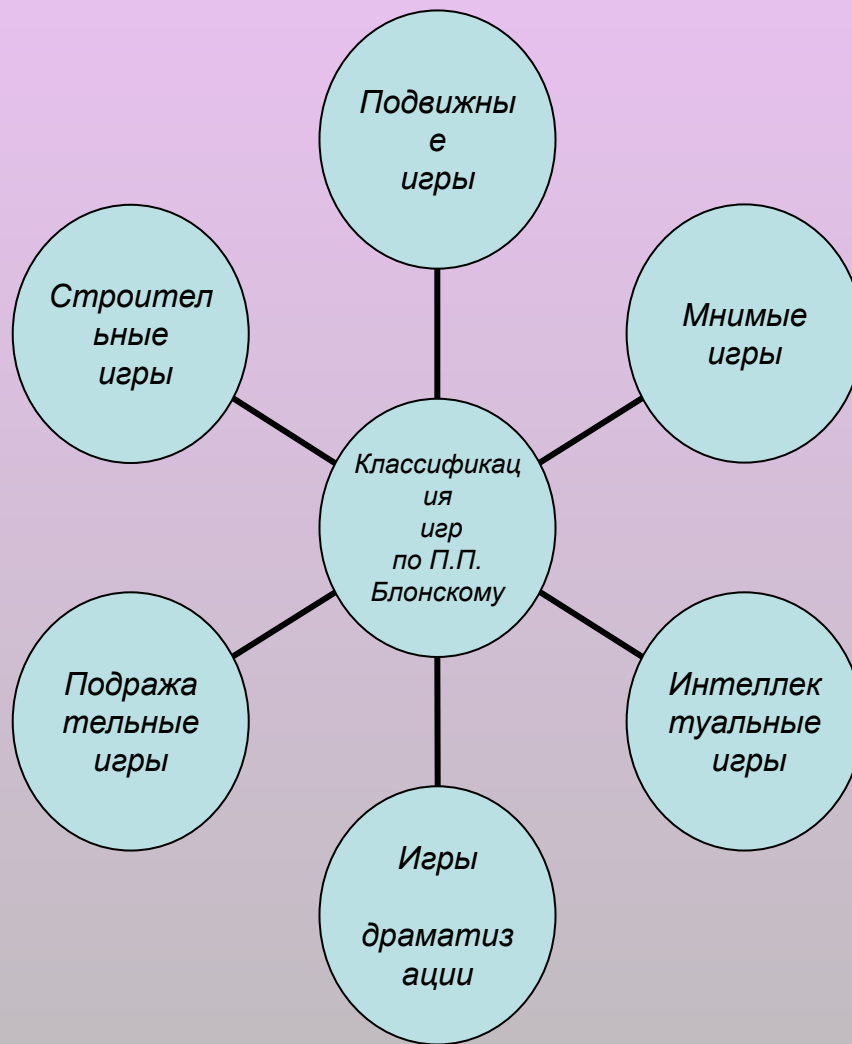 Подвижны
е
игры
Строител
ьные
игры
Мнимые
игры
Классификац
ия
игр
по П.П.
Блонскому
Подража
тельные
игры
Интеллек
туальные
игры
Игры
драматиз
ации